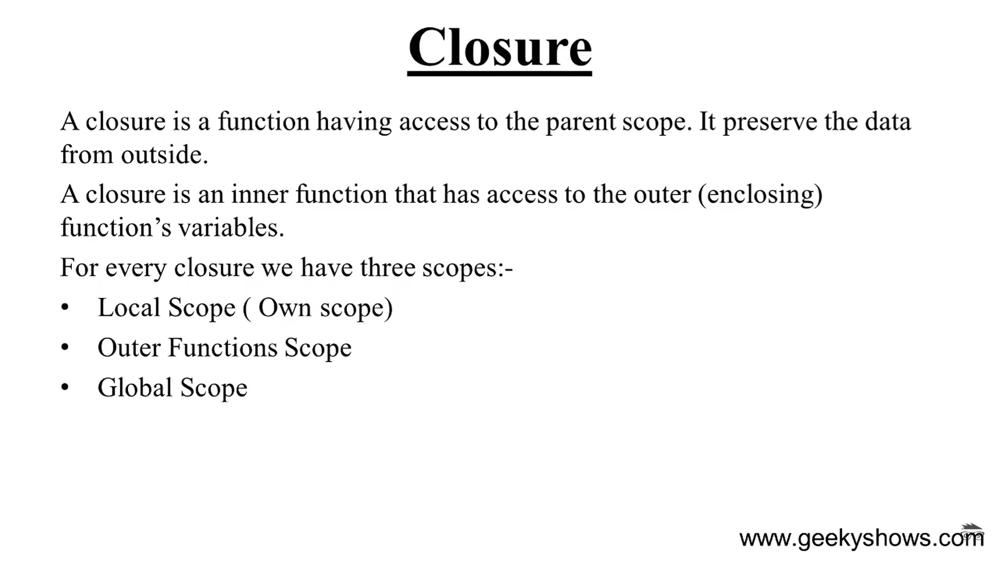 Closure
A closure is a function having access to the parent scope. It preserve the data
from outside.
A closure is an inner function that has access to the outer (enclosing)
function’s variables.
For every closure we have three scopes:-
• Local Scope ( Own scope)
• Outer Functions Scope
• Global Scope
www.geekyshows.com